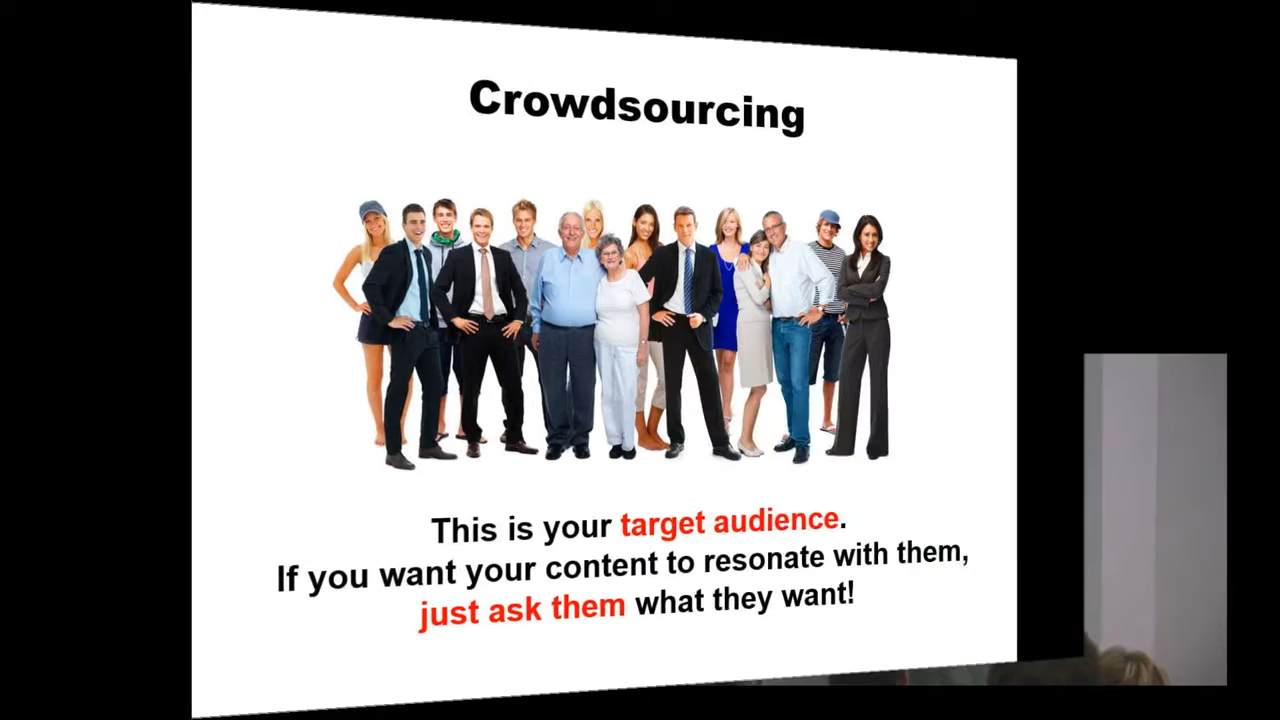 Crowdsourcing
This is your target audience.
If you want your content to resonate with them,
just ask them what they want!